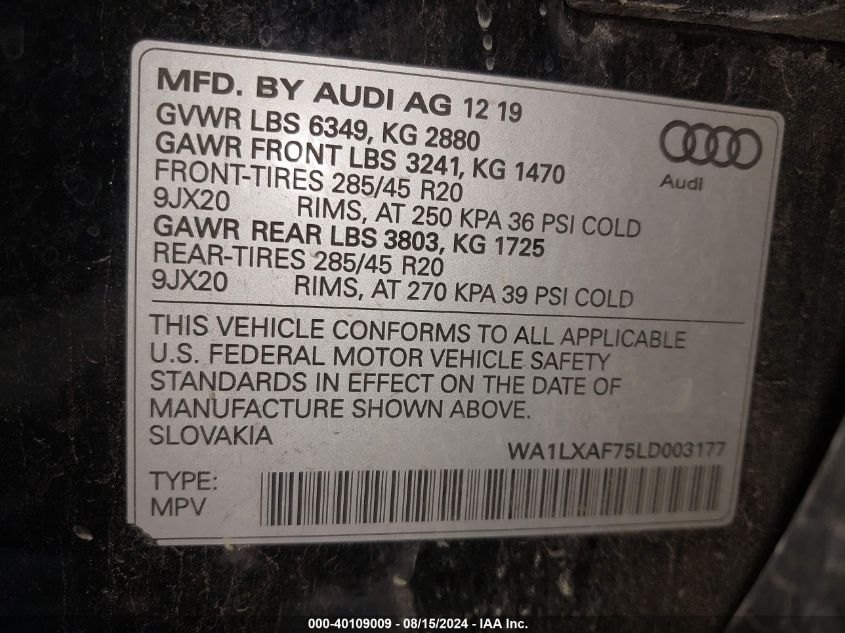 MFD. BY AUDI AG 12 19
GVWR LBS 6349, KG 2880
GAWR FRONT LBS 3241, KG 1470
FRONT-TIRES 285/45 R20
9JX20 RIMS, AT 250 KPA 36 PSI COLD
GAWR REAR LBS 3803, KG 1725
REAR-TIRES 285/45 R20
9JX20 RIMS, AT 270 KPA 39 PSI COLD
Audi
THIS VEHICLE CONFORMS TO ALL APPLICABLE
U.S. FEDERAL MOTOR VEHICLE SAFETY
STANDARDS IN EFFECT ON THE DATE OF
MANUFACTURE SHOWN ABOVE.
SLOVAKIA
WA1LXAF75LD003177
TYPE:
MPV
000-40109009 - 08/15/2024 - IAA Inc.